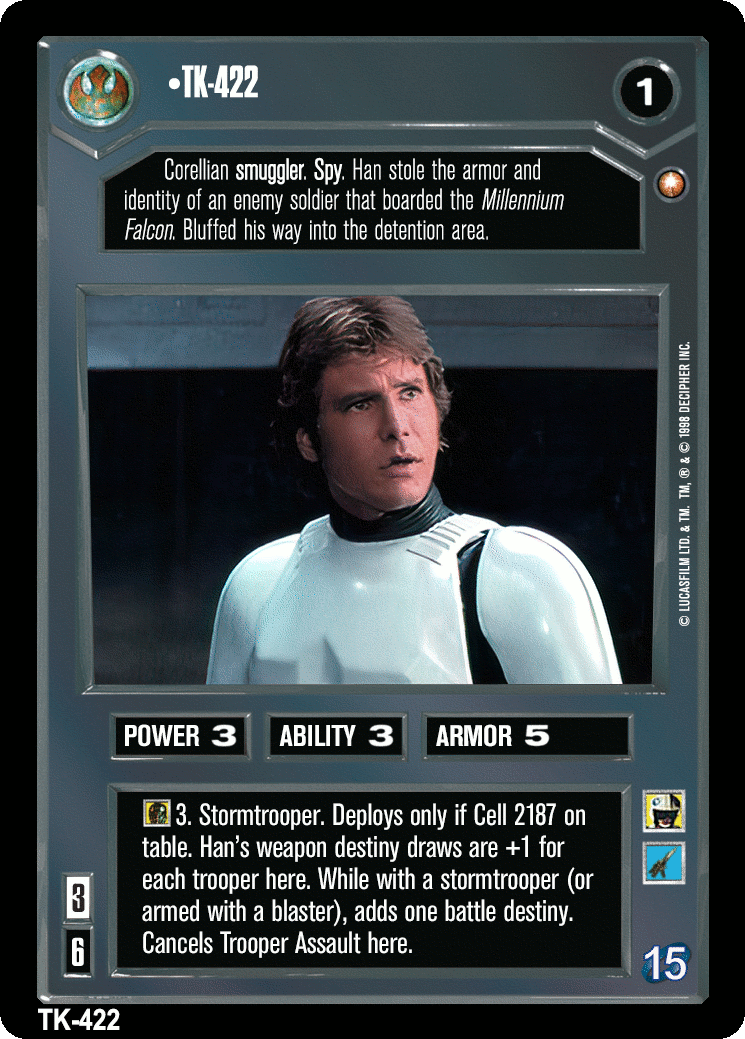 •TK-422
1
Corellian smuggler. Spy. Han stole the armor and
identity of an enemy soldier that boarded the Millennium
Falcon. Bluffed his way into the detention area.
© LUCASFILM LTD. & TM. TM, ® & © 1998 DECIPHER INC.
POWER 3 ABILITY 3 ARMOR 5
3. Stormtrooper. Deploys only if Cell 2187 on
table. Han's weapon destiny draws are +1 for
each trooper here. While with a stormtrooper (or
armed with a blaster), adds one battle destiny.
Cancels Trooper Assault here.
3
6
15
TK-422